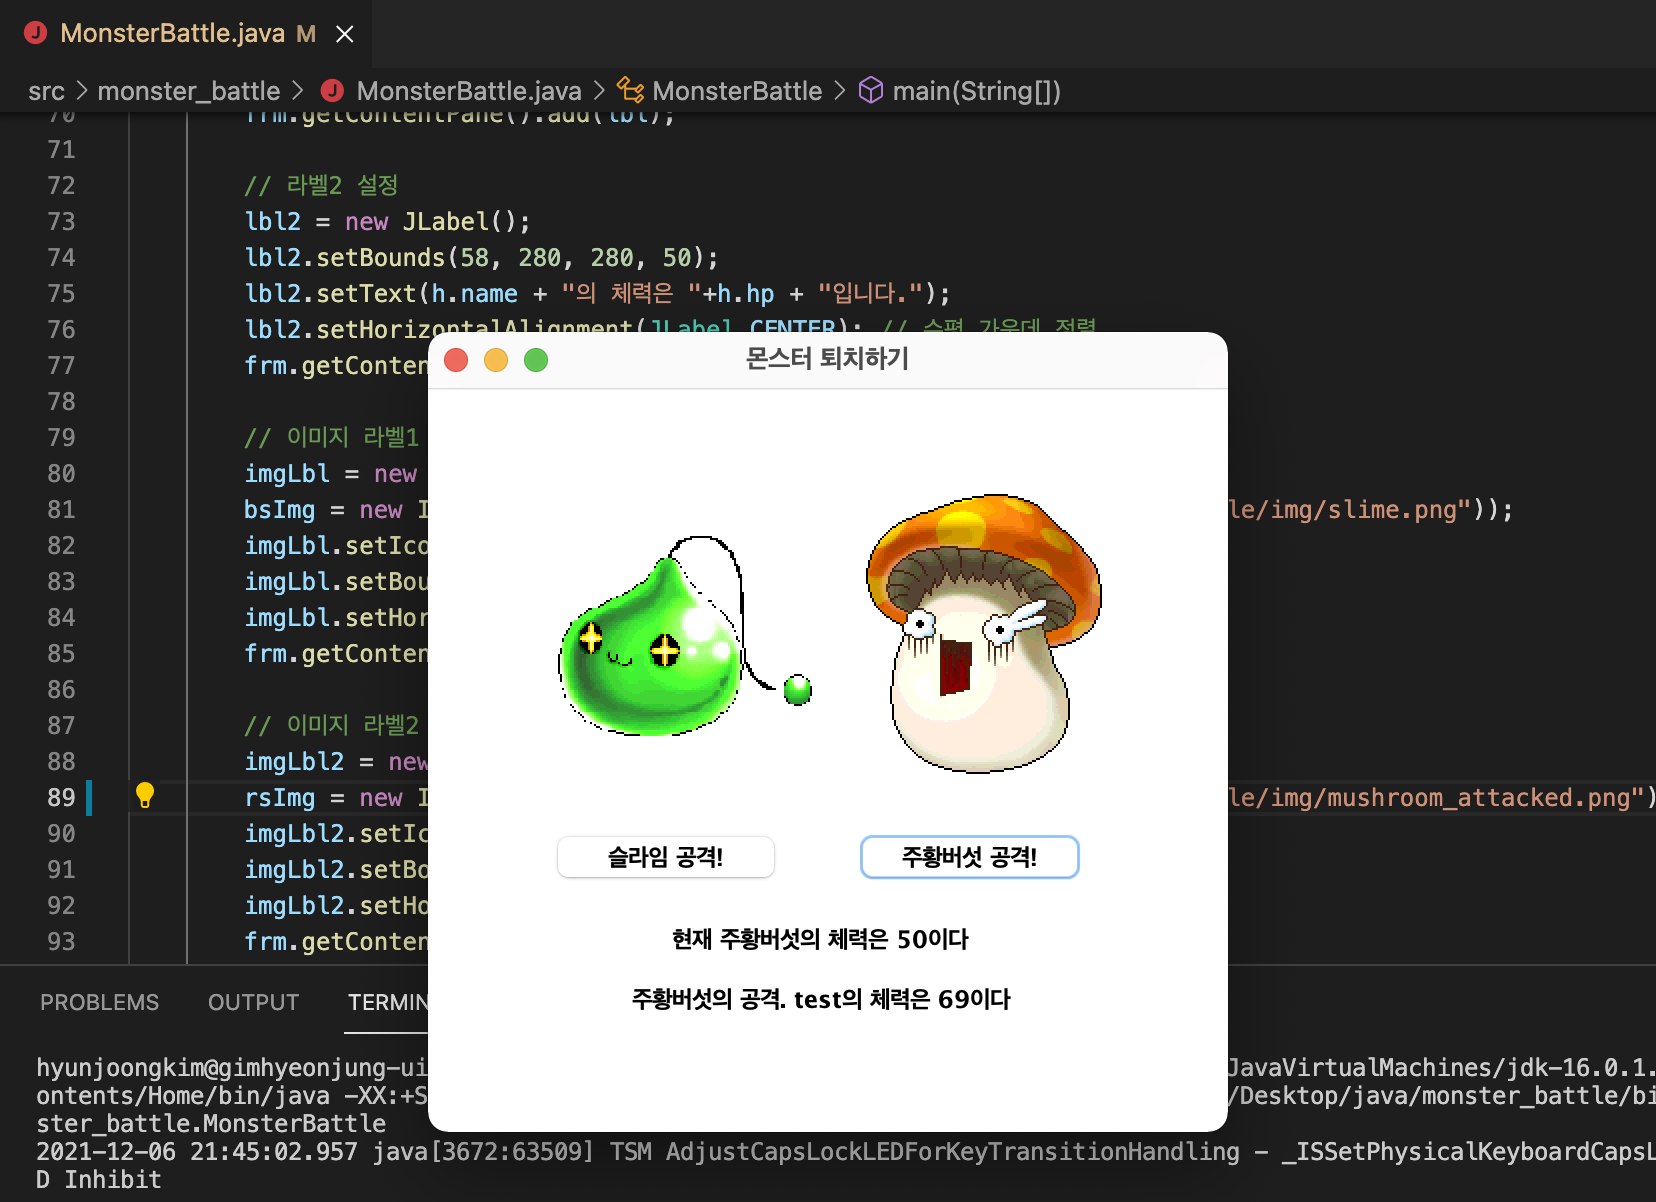 MonsterBattle.java M
src > monster_battle > MonsterBattle.java > MonsterBattle > main(String[])
70 frm.getContentPane().add(lbl);
71
72 // 라벨2 설정
73 lbl2 = new JLabel();
74 lbl2.setBounds(58, 280, 280, 50);
75 lbl2.setText(h.name + "의 체력은 "+h.hp + "입니다.");
76 lbl2.setHorizontalAlignment(JLabel.CENTER); // 수평 가운데 정렬
77 frm.getConten
78
79 // 이미지 라벨1
80 imgLbl = new
81 bsImg = new I le/img/slime.png"));
82 imgLbl.setIco
83 imgLbl.setBou
84 imgLbl.setHor
85 frm.getConten
86
87 // 이미지 라벨2
88 imgLbl2 = new
89 rsImg = new I le/img/mushroom_attacked.png")
90 imgLbl2.setIc
91 imgLbl2.setBo
92 imgLbl2.setHo
93 frm.getConten
몬스터 퇴치하기
슬라임 공격! 주황버섯 공격!
현재 주황버섯의 체력은 50이다
주황버섯의 공격. test의 체력은 69이다
PROBLEMS OUTPUT TERMIN
hyunjoongkim@gimhyeonjung-ui JavaVirtualMachines/jdk-16.0.1.
ontents/Home/bin/java -XX:+S /Desktop/java/monster_battle/bi
ster_battle.MonsterBattle
2021-12-06 21:45:02.957 java[3672:63509] TSM AdjustCapsLockLEDForKeyTransitionHandling - _ISSetPhysicalKeyboardCapsL
D Inhibit